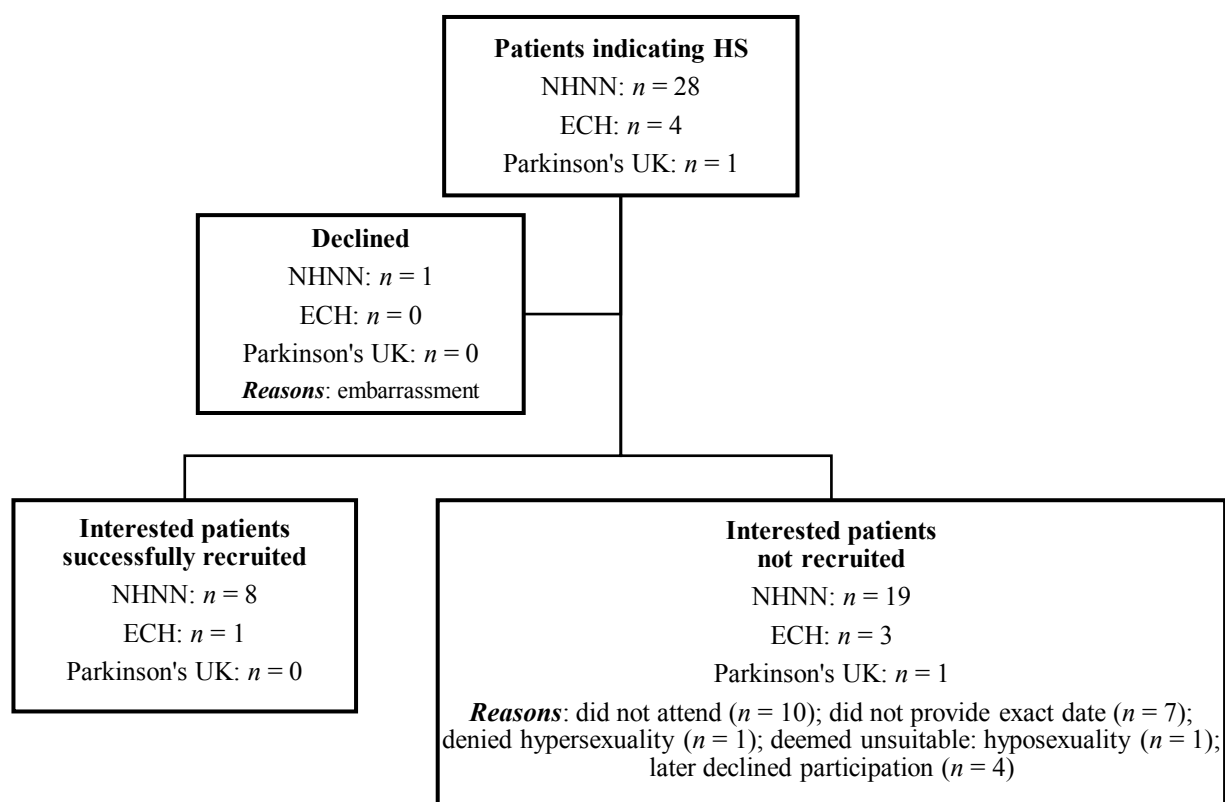 Patients indicating HS
NHNN: n = 28
ECH: n = 4
Parkinson's UK: n = 1
Declined
NHNN: n = 1
ECH: n = 0
Parkinson's UK: n = 0
Reasons: embarrassment
Interested patients
successfully recruited
NHNN: n = 8
ECH: n = 1
Parkinson's UK: n = 0
Interested patients
not recruited
NHNN: n = 19
ECH: n = 3
Parkinson's UK: n = 1
Reasons: did not attend (n = 10); did not provide exact date (n = 7);
denied hypersexuality (n = 1); deemed unsuitable: hyposexuality (n = 1);
later declined participation (n = 4)